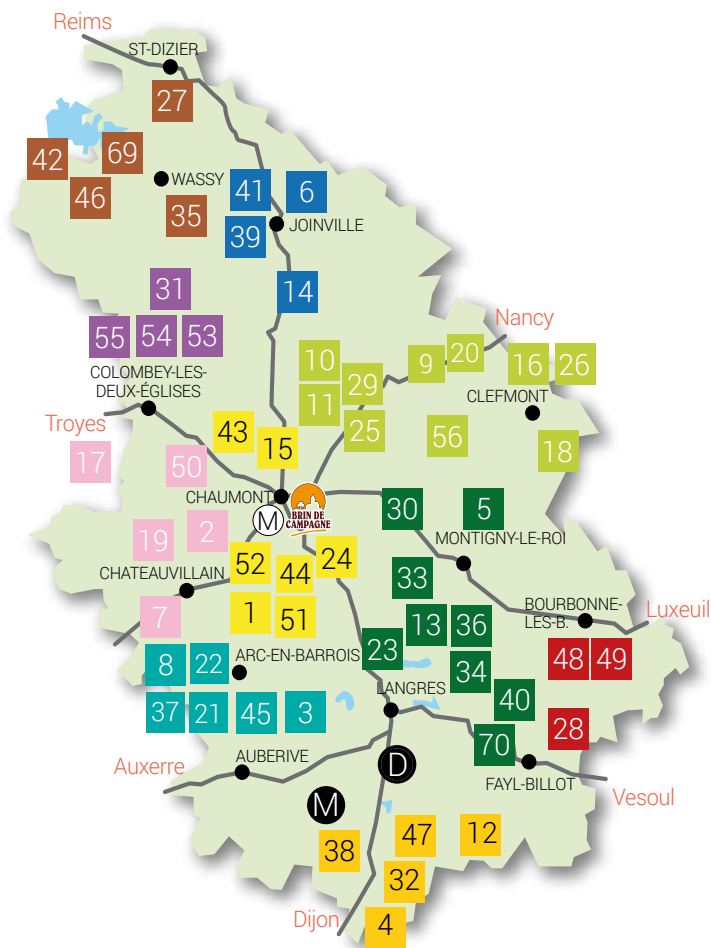 Reims
ST-DIZIER
27
42
69
46
WASSY
35
41
6
39
JOINVILLE
14
31
55
54
53
COLOMBEY-LES-
DEUX-ÉGLISES
Nancy
10
29
9
20
16
26
11
25
CLEFMONT
56
18
Troyes
17
43
15
50
CHAUMONT
M
BRIN DE
CAMPAGNE
30
5
MONTIGNY-LE-ROI
19
2
52
44
24
33
CHATEAUVILLAIN
7
1
51
13
36
BOURBONNE-
LES-B.
Luxeuil
23
34
48
49
8
22
ARC-EN-BARROIS
37
21
45
3
LANGRES
40
28
70
AUBERIVE
Auxerre
D
FAYL-BILLOT
Vesoul
M
38
47
12
32
Dijon
4